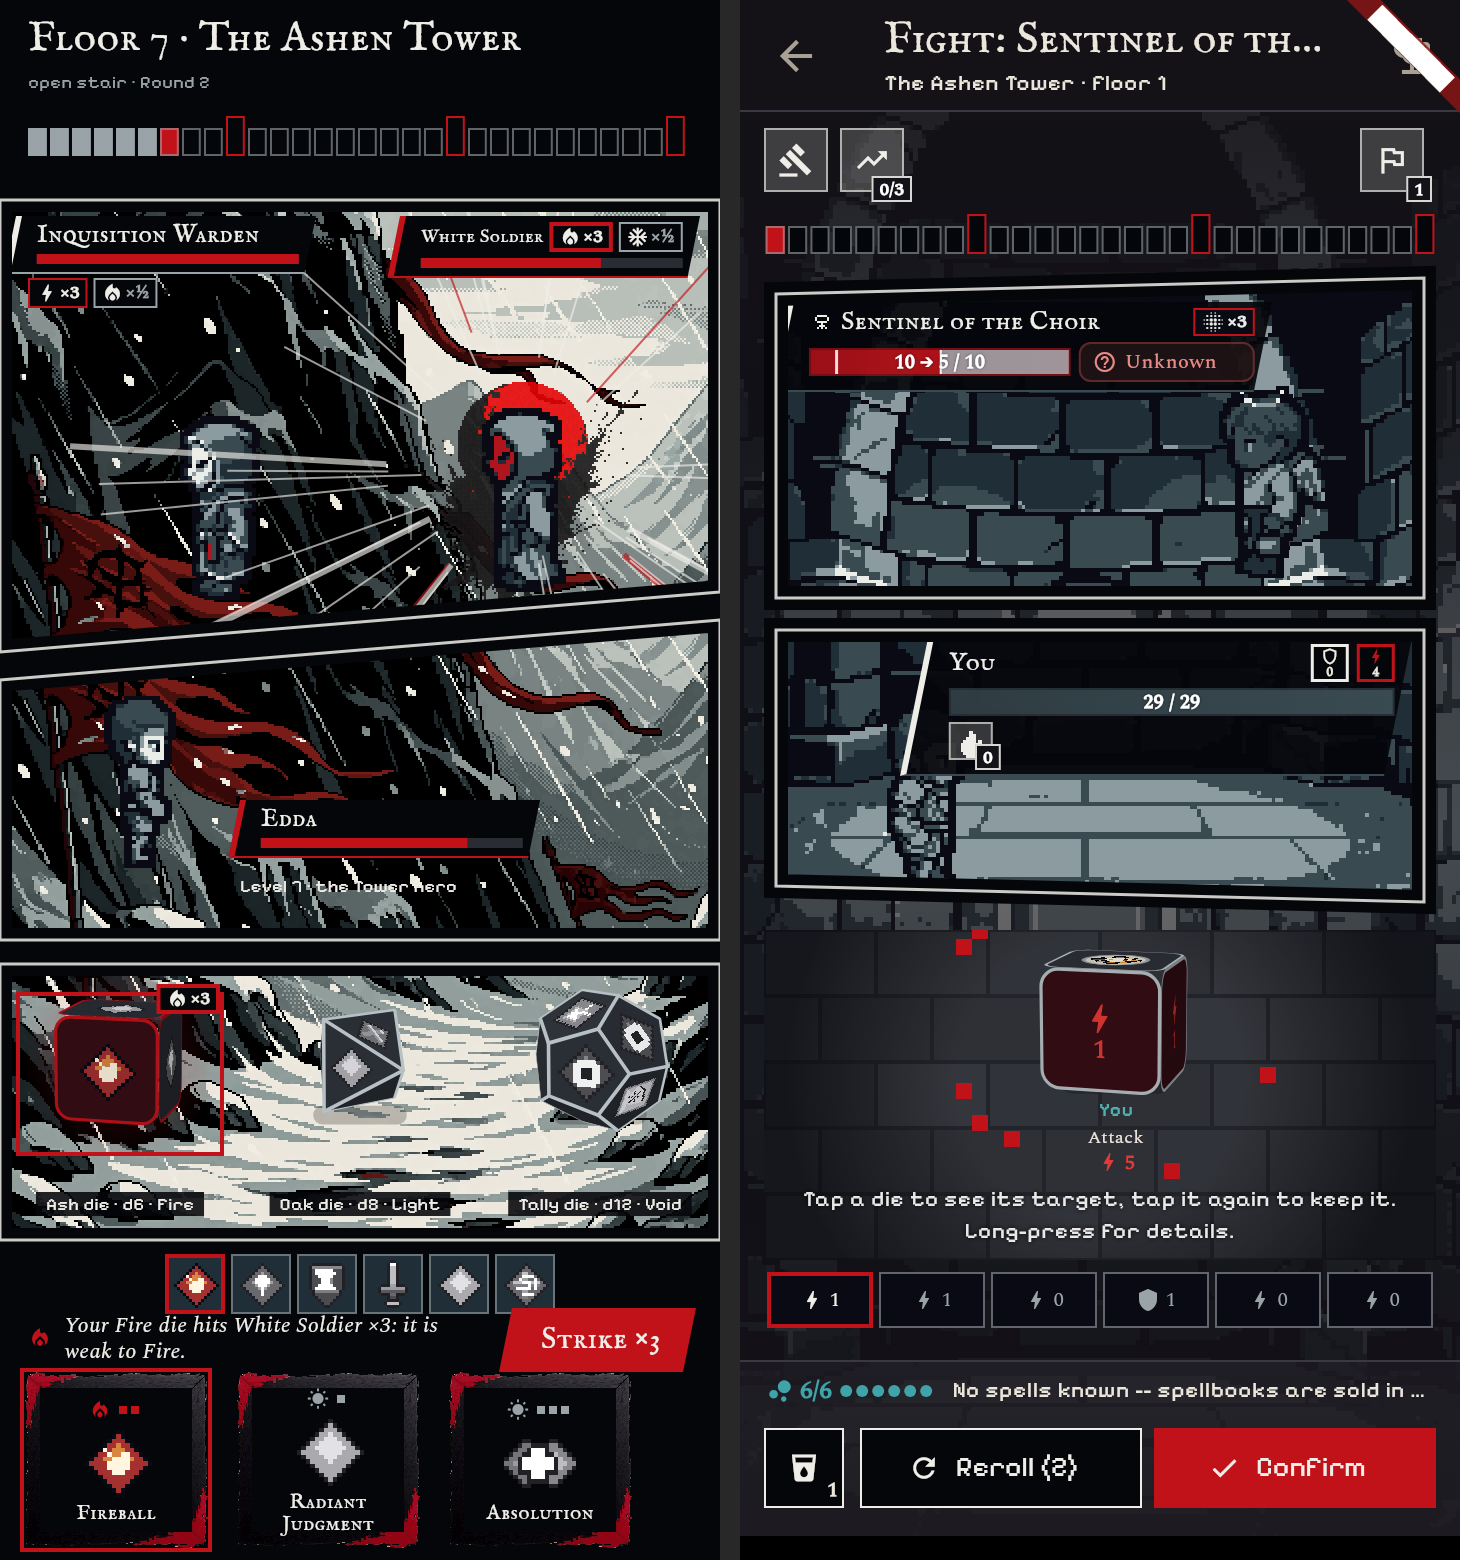 Floor 7 · The Ashen Tower
open stair · Round 2
Inquisition Warden
×3
×½
White Soldier
×3
×½
Edda
Level 7 · the Tower hero
×3
Ash die · d6 · Fire
Oak die · d8 · Light
Tally die · d12 · Void
Your Fire die hits White Soldier ×3: it is
weak to Fire.
Strike ×3
Fireball
Radiant
Judgment
Absolution
Fight: Sentinel of th...
The Ashen Tower · Floor 1
0/3
1
Sentinel of the Choir
×3
10 → 5 / 10
Unknown
You
0
4
29 / 29
0
1
You
Attack
5
Tap a die to see its target, tap it again to keep it.
Long-press for details.
1
1
0
1
0
0
6/6
No spells known -- spellbooks are sold in ...
1
Reroll (2)
Confirm